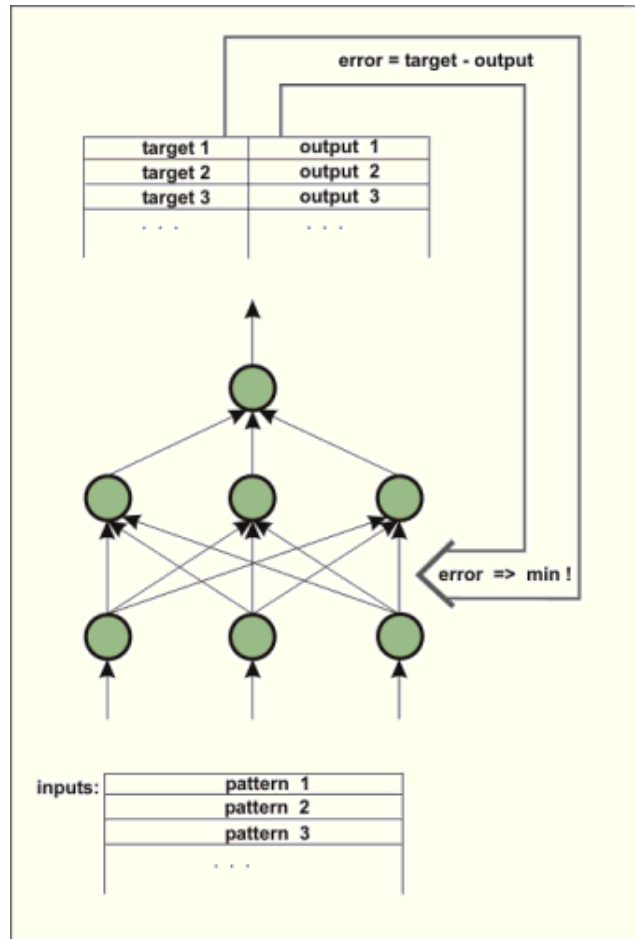 error = target - output
target 1 output 1
target 2 output 2
target 3 output 3
. . . . . .
error => min !
inputs: pattern 1
pattern 2
pattern 3
. . .